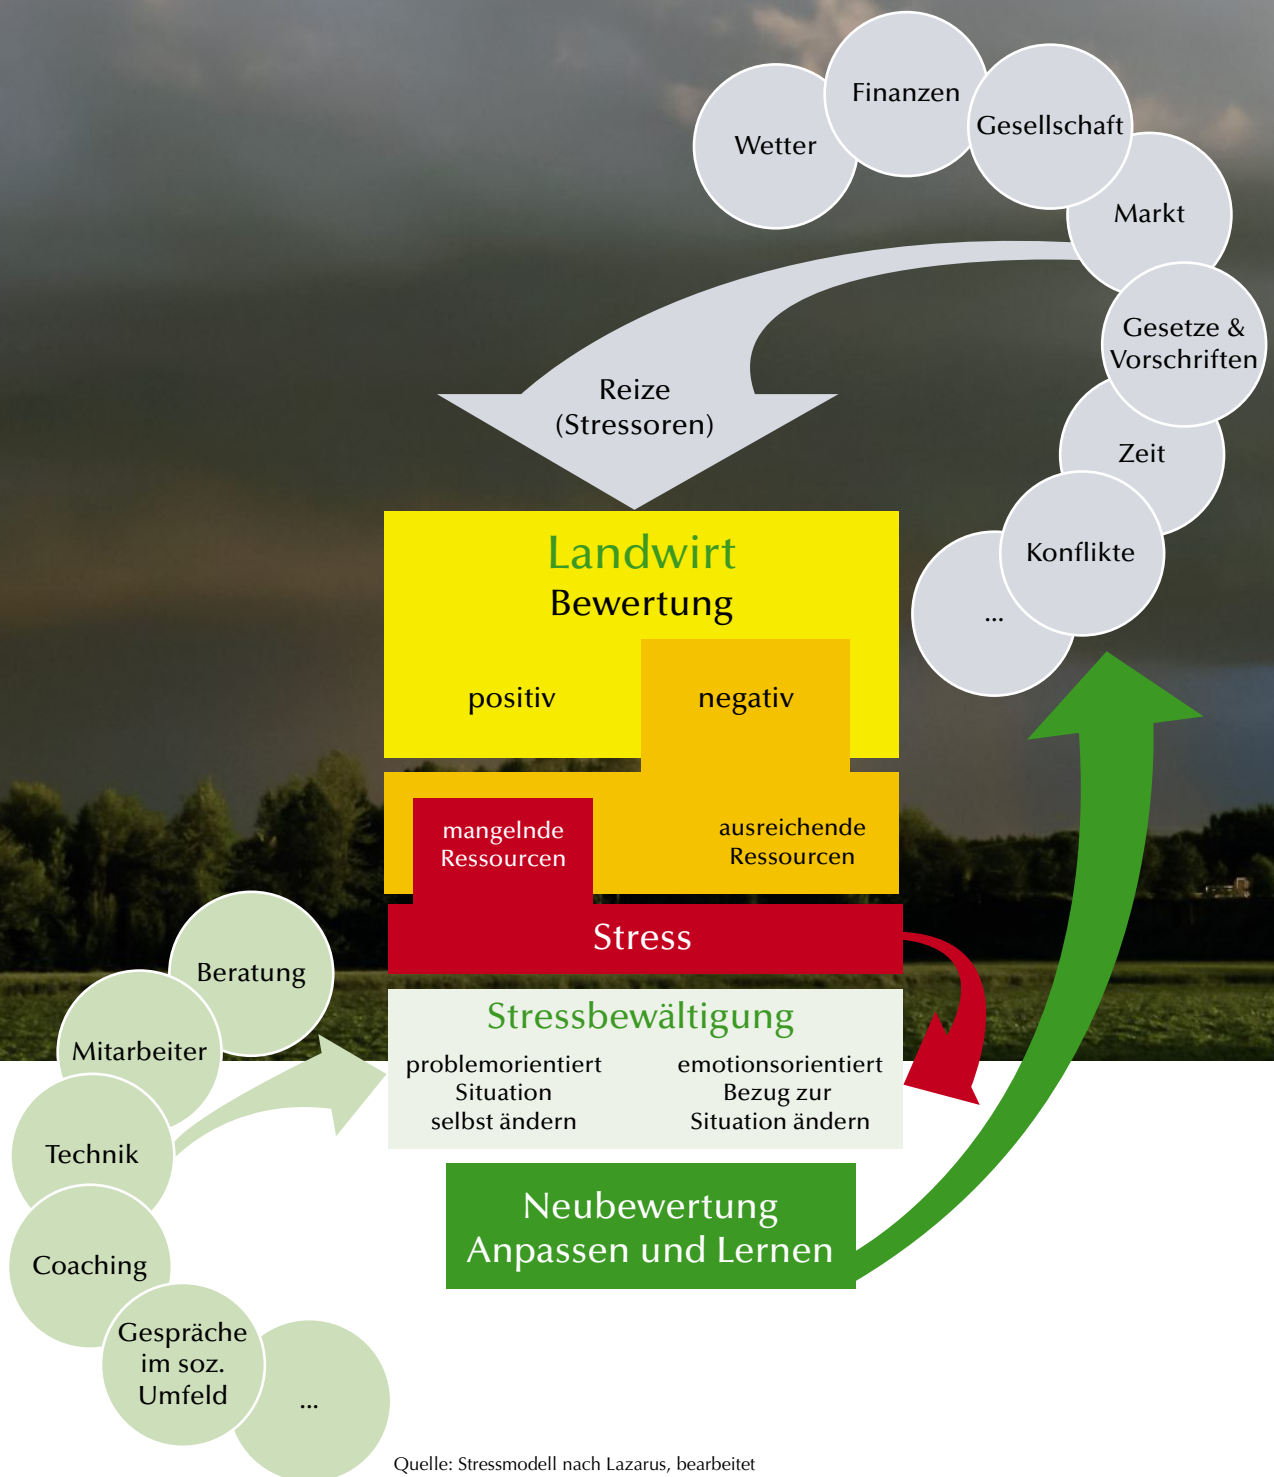 Wetter
Finanzen
Gesellschaft
Markt
Gesetze &
Vorschriften
Zeit
Konflikte
...
Reize
(Stressoren)
Landwirt
Bewertung
positiv
negativ
mangelnde
Ressourcen
ausreichende
Ressourcen
Stress
Stressbewältigung
problemorientiert
Situation
selbst ändern
emotionsorientiert
Bezug zur
Situation ändern
Neubewertung
Anpassen und Lernen
Beratung
Mitarbeiter
Technik
Coaching
Gespräche
im soz.
Umfeld
...
Quelle: Stressmodell nach Lazarus, bearbeitet